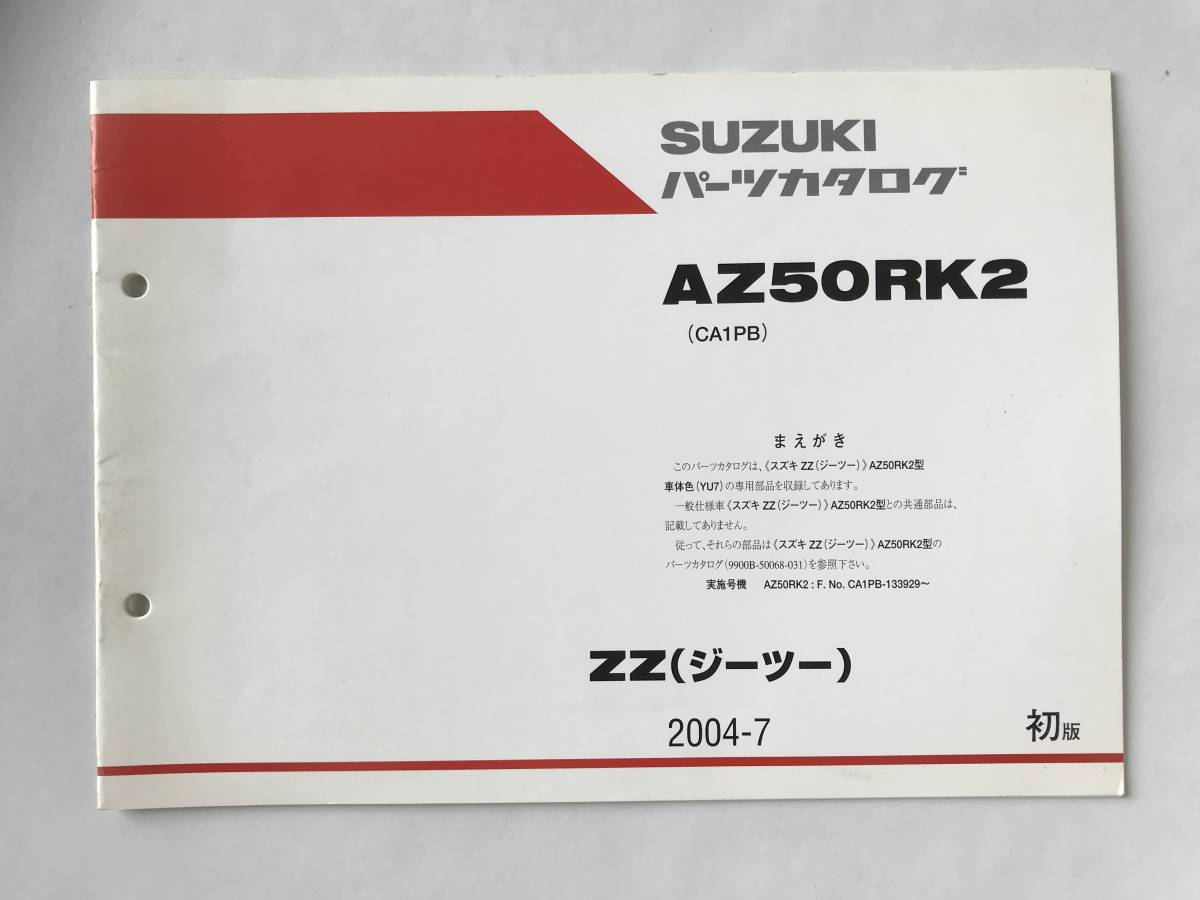 SUZUKI
パーツカタログ
AZ50RK2
(CA1PB)
まえがき
このパーツカタログは、《スズキ ZZ(ジーツー)》AZ50RK2型
車体色(YU7)の専用部品を収録してあります。
一般仕様車《スズキ ZZ(ジーツー)》AZ50RK2型との共通部品は、
記載してありません。
従って、それらの部品は《スズキ ZZ(ジーツー)》AZ50RK2型の
パーツカタログ(9900B-50068-031)を参照下さい。
実施号機 AZ50RK2 : F. No. CA1PB-133929～
ZZ(ジーツー)
2004-7
初版